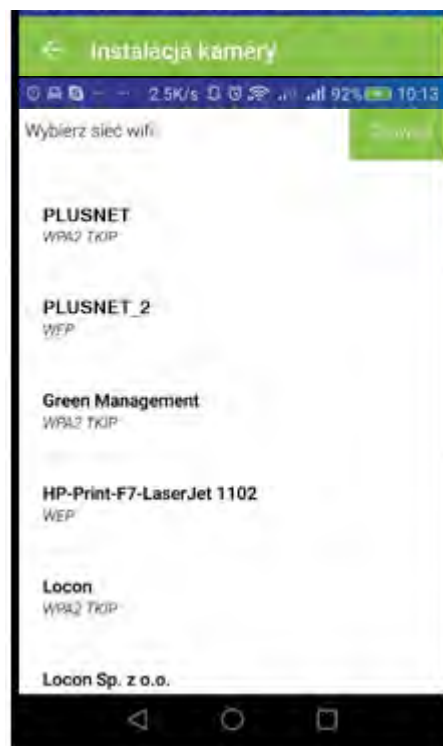 Instalacja kamery
2.5K/s 92% 10:13
Wybierz sieć wifi
PLUSNET
WPA2 TKIP
PLUSNET_2
WEP
Green Management
WPA2 TKIP
HP-Print-F7-LaserJet 1102
WEP
Locon
WPA2 TKIP
Locon Sp. z o.o.